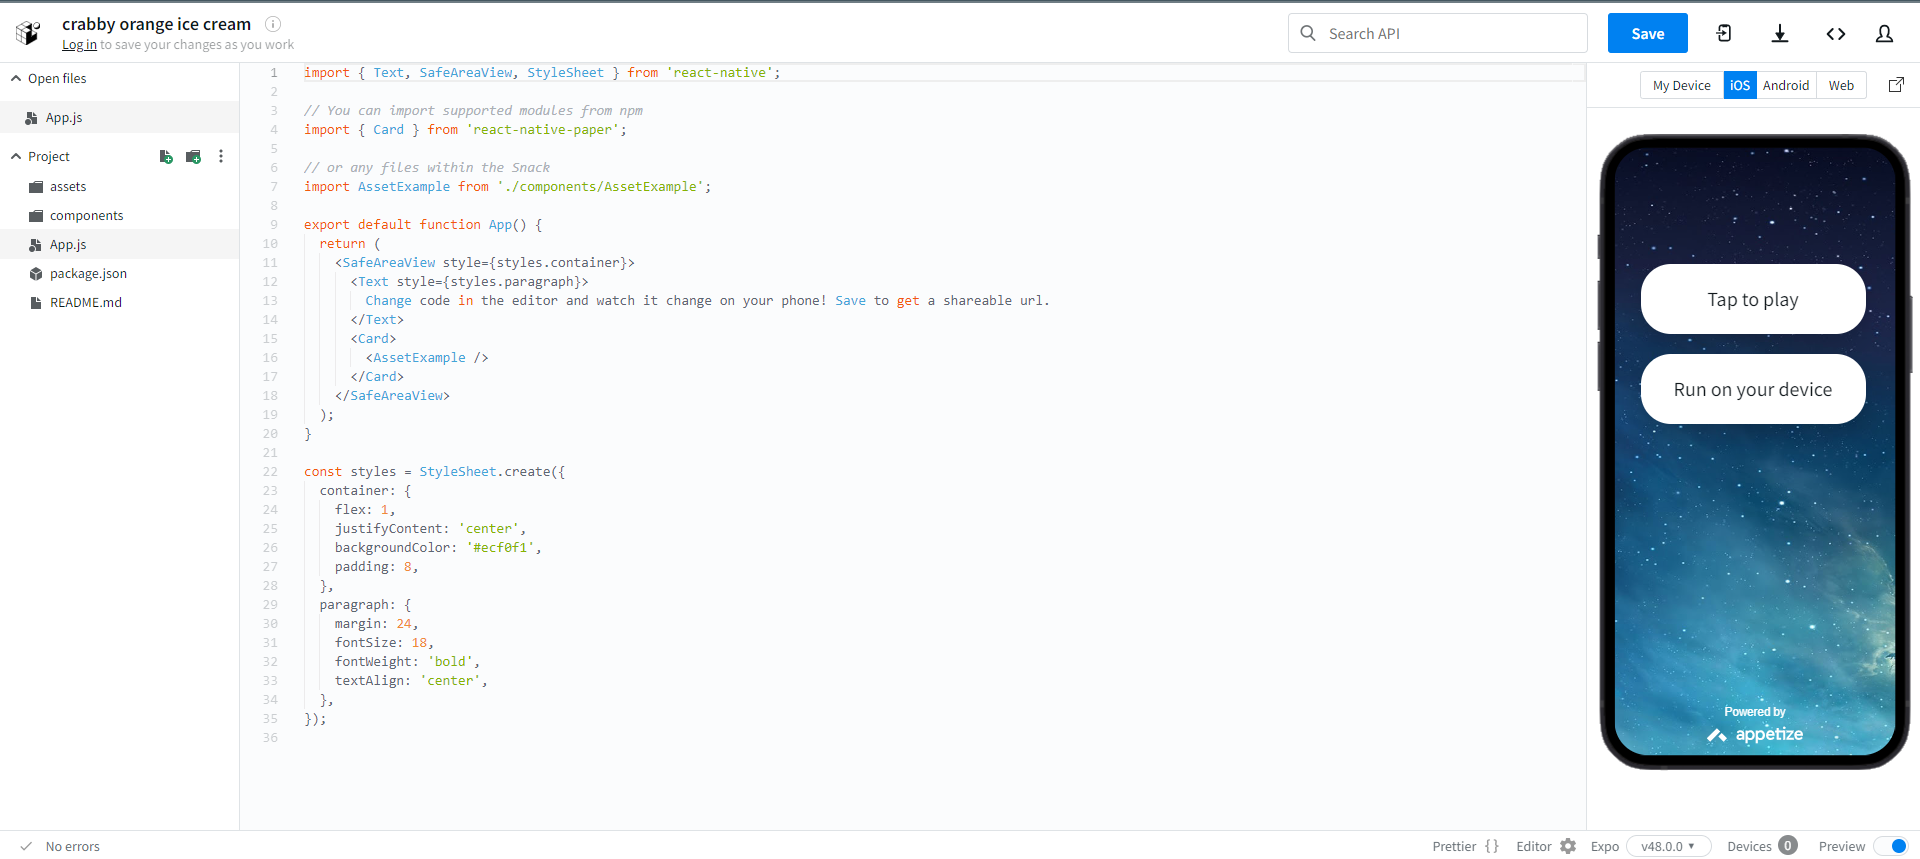 crabby orange ice cream
Log in to save your changes as you work
Search API
Save
Open files
App.js
Project
assets
components
App.js
package.json
README.md
1 import { Text, SafeAreaView, StyleSheet } from 'react-native';
2
3 // You can import supported modules from npm
4 import { Card } from 'react-native-paper';
5
6 // or any files within the Snack
7 import AssetExample from './components/AssetExample';
8
9 export default function App() {
10   return (
11     <SafeAreaView style={styles.container}>
12       <Text style={styles.paragraph}>
13         Change code in the editor and watch it change on your phone! Save to get a shareable url.
14       </Text>
15       <Card>
16         <AssetExample />
17       </Card>
18     </SafeAreaView>
19   );
20 }
21
22 const styles = StyleSheet.create({
23   container: {
24     flex: 1,
25     justifyContent: 'center',
26     backgroundColor: '#ecf0f1',
27     padding: 8,
28   },
29   paragraph: {
30     margin: 24,
31     fontSize: 18,
32     fontWeight: 'bold',
33     textAlign: 'center',
34   },
35 });
36
My Device iOS Android Web
Tap to play
Run on your device
Powered by
appetize
No errors
Prettier {} Editor Expo v48.0.0 Devices 0 Preview